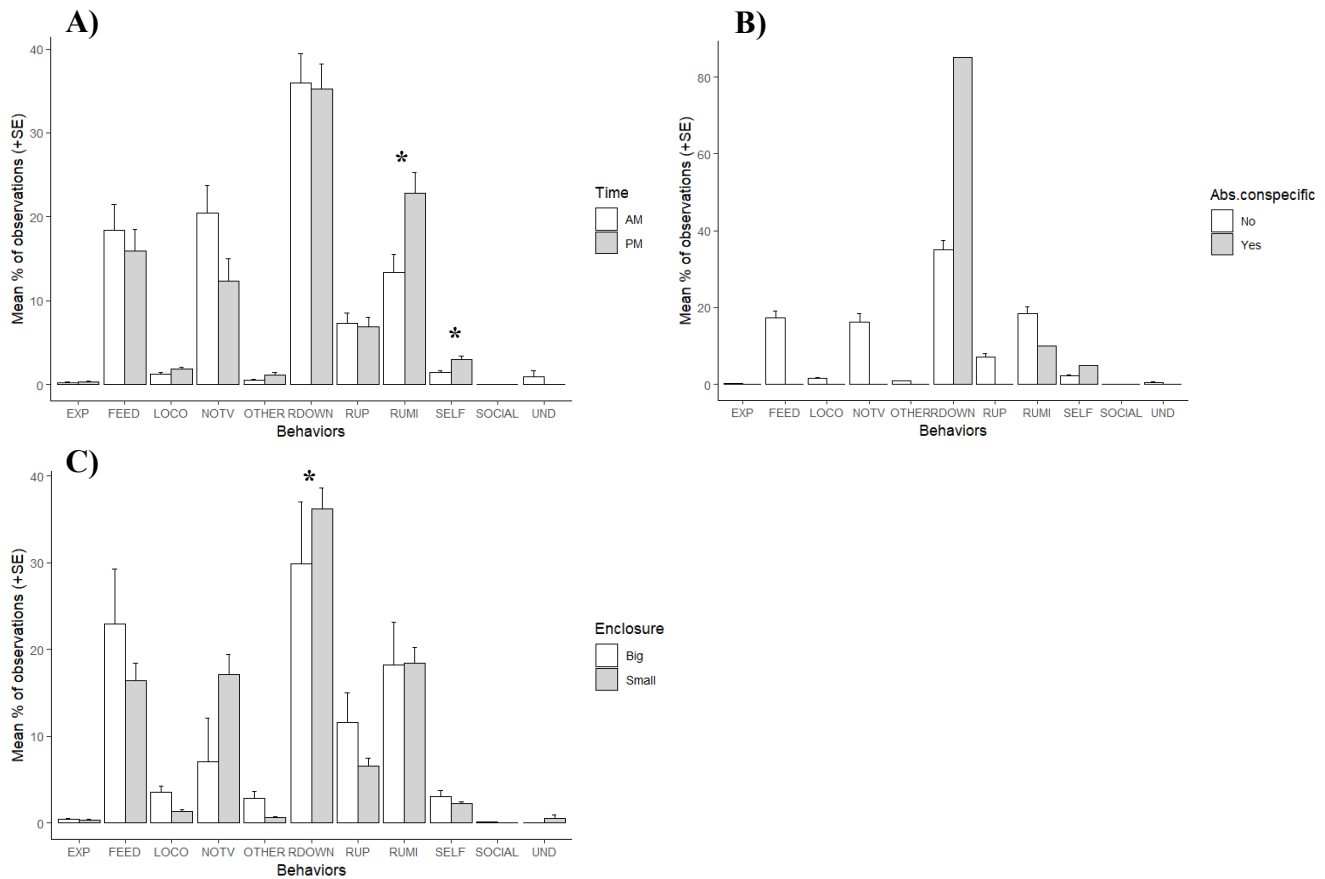 A)
Mean % of observations (+SE)
40
30
20
10
0
*
*
EXP FEED LOCO NOTV OTHER RDOWN RUP RUMI SELF SOCIAL UND
Behaviors
Time
AM
PM
B)
Mean % of observations (+SE)
80
60
40
20
0
EXP FEED LOCO NOTV OTHER RDOWN RUP RUMI SELF SOCIAL UND
Behaviors
Abs.conspecific
No
Yes
C)
Mean % of observations (+SE)
40
30
20
10
0
*
EXP FEED LOCO NOTV OTHER RDOWN RUP RUMI SELF SOCIAL UND
Behaviors
Enclosure
Big
Small